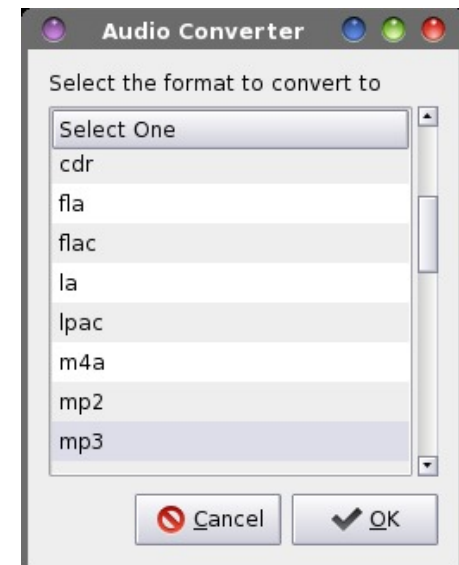 Audio Converter
Select the format to convert to
Select One
cdr
fla
flac
la
lpac
m4a
mp2
mp3
Cancel
OK